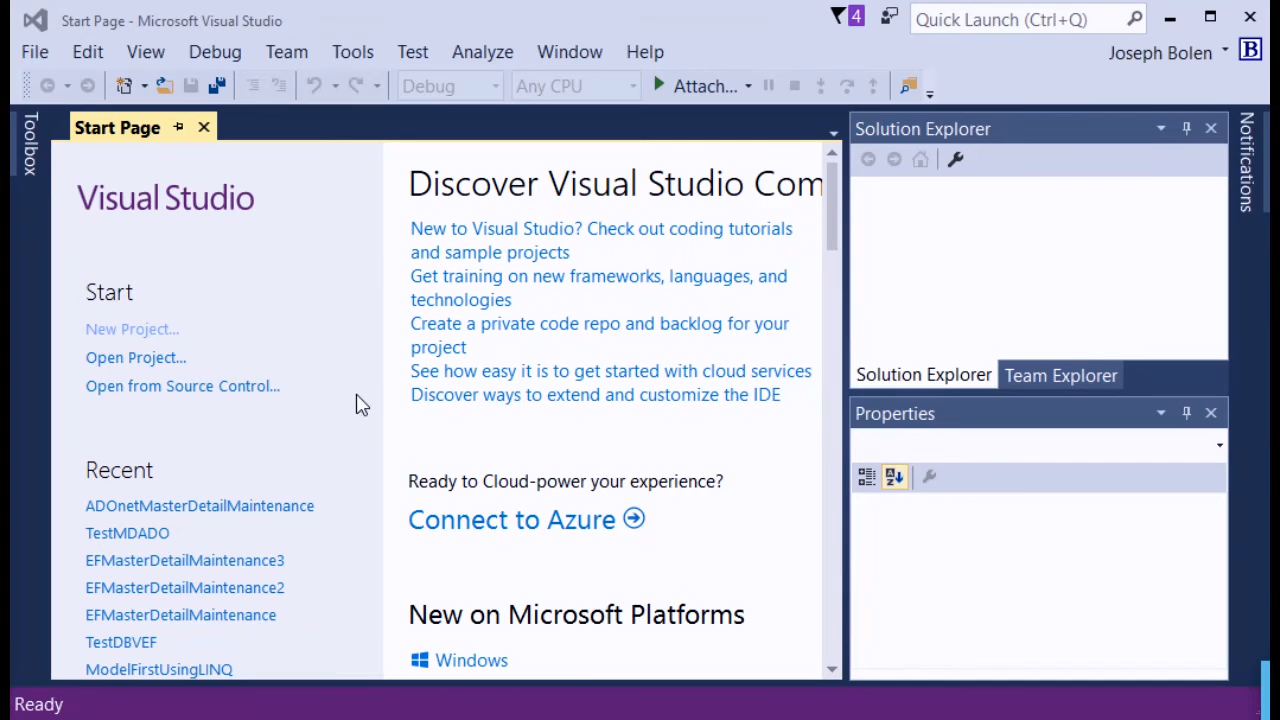 Start Page - Microsoft Visual Studio
4
Quick Launch (Ctrl+Q)
File Edit View Debug Team Tools Test Analyze Window Help
Joseph Bolen
B
Debug
Any CPU
Attach...
Toolbox
Start Page
Visual Studio
Start
New Project...
Open Project...
Open from Source Control...
Recent
ADOnetMasterDetailMaintenance
TestMDADO
EFMasterDetailMaintenance3
EFMasterDetailMaintenance2
EFMasterDetailMaintenance
TestDBVEF
ModelFirstUsingLINQ
Discover Visual Studio Com
New to Visual Studio? Check out coding tutorials
and sample projects
Get training on new frameworks, languages, and
technologies
Create a private code repo and backlog for your
project
See how easy it is to get started with cloud services
Discover ways to extend and customize the IDE
Ready to Cloud-power your experience?
Connect to Azure
New on Microsoft Platforms
Windows
Solution Explorer
Solution Explorer Team Explorer
Properties
Notifications
Ready